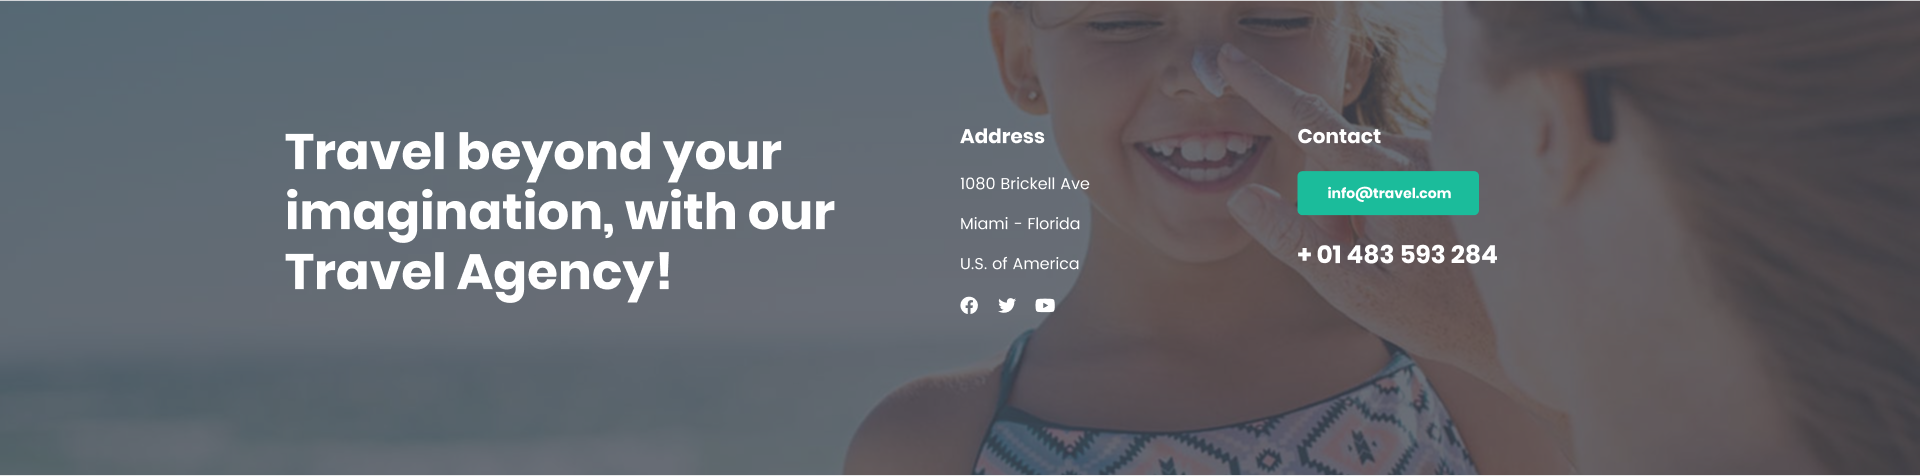 Travel beyond your
imagination, with our
Travel Agency!
Address
1080 Brickell Ave
Miami - Florida
U.S. of America
Contact
info@travel.com
+ 01 483 593 284